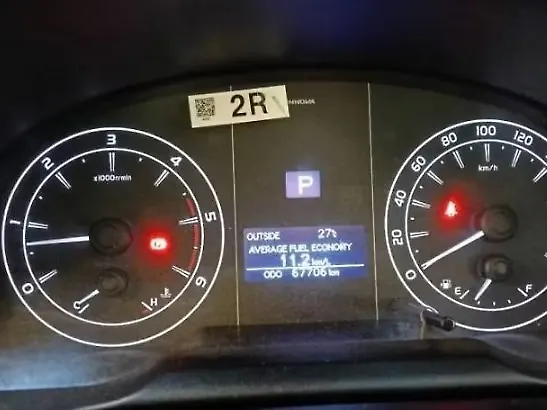 2R
INNOVA
0 1 2 3 4 5 6
x1000r/min
C H
P
OUTSIDE 27℃
AVERAGE FUEL ECONOMY
11.2 km/L
ODO 67706 km
0 20 40 60 80 100 120
km/h
E F